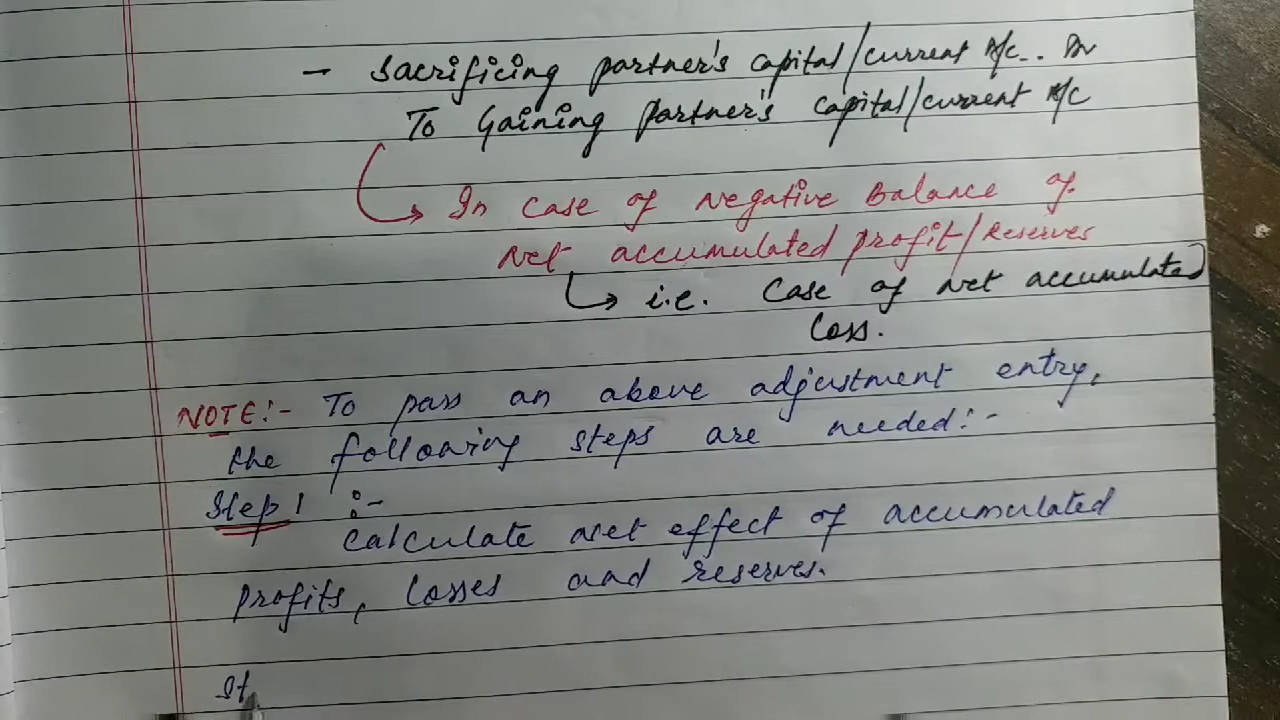 - Sacrificing partner's capital/current A/c.. Dr
To Gaining partner's capital/current A/c
In case of Negative Balance of
Net accumulated profit/Reserves
i.e. Case of Net accumulated
Loss.
NOTE:- To pass an above adjustment entry,
the following steps are needed:-
Step 1 :-
Calculate net effect of accumulated
profits, losses and reserves.
St